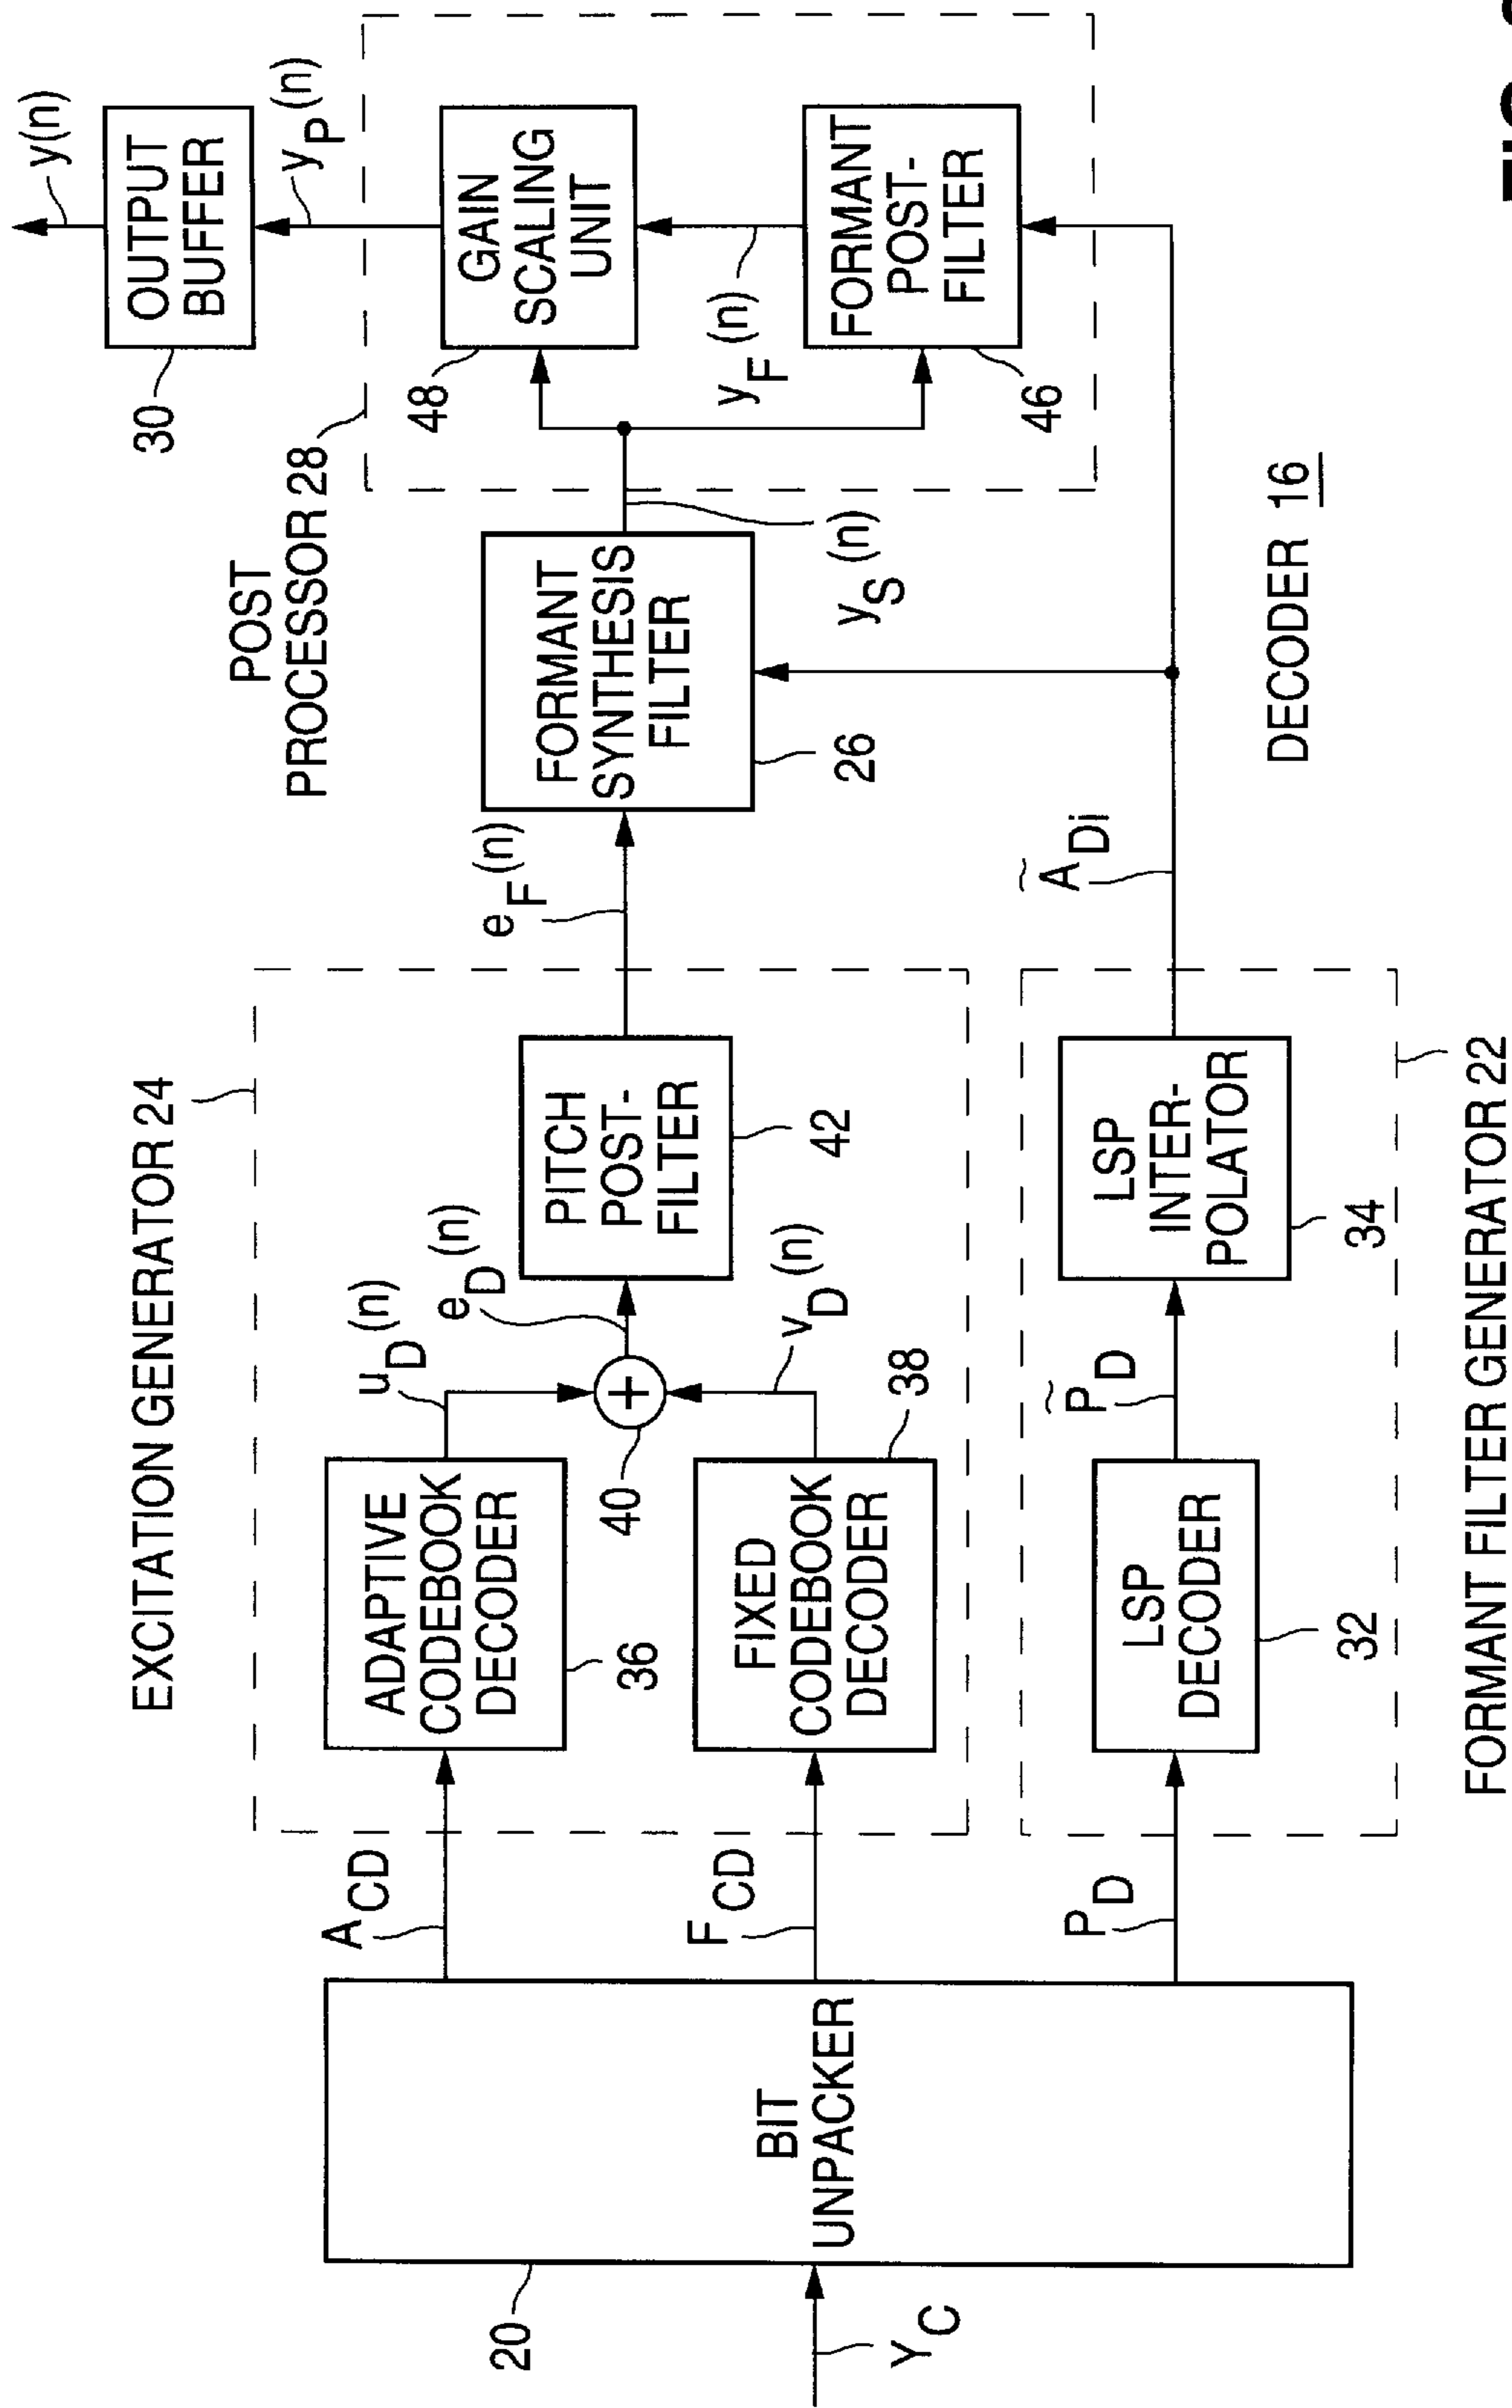 EXCITATION GENERATOR 24
POST
PROCESSOR 28
30
OUTPUT
BUFFER
y(n)
y_P(n)
20
Y_C
BIT
UNPACKER
A_CD
F_CD
P_D
ADAPTIVE
CODEBOOK
DECODER
36
u_D(n)
FIXED
CODEBOOK
DECODER
38
v_D(n)
40
+
e_D(n)
PITCH
POST-
FILTER
42
e_F(n)
FORMANT
SYNTHESIS
FILTER
26
y_S(n)
48
GAIN
SCALING
UNIT
y_F(n)
FORMANT
POST-
FILTER
46
LSP
DECODER
32
P̃_D
LSP
INTER-
POLATOR
34
Ã_Di
DECODER 16
FORMANT FILTER GENERATOR 22